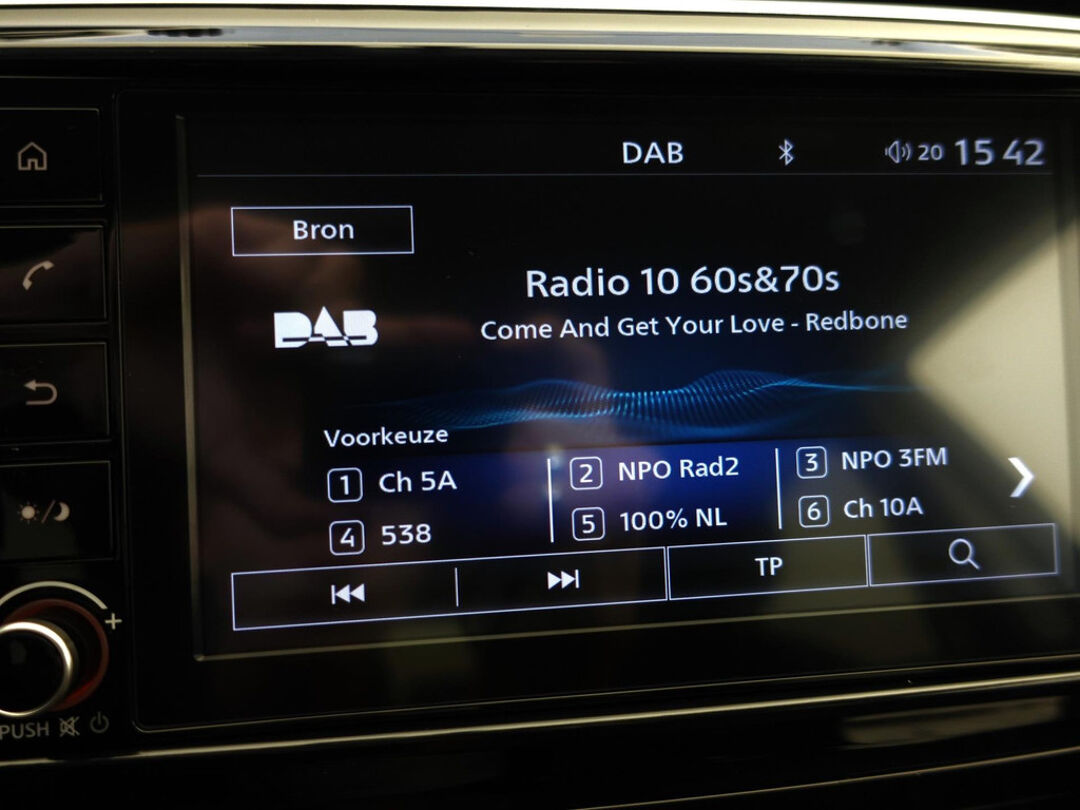 DAB 20 15 42
Bron
Radio 10 60s&70s
DAB
Come And Get Your Love - Redbone
Voorkeuze
1 Ch 5A 2 NPO Rad2 3 NPO 3FM
4 538 5 100% NL 6 Ch 10A
TP
+
PUSH